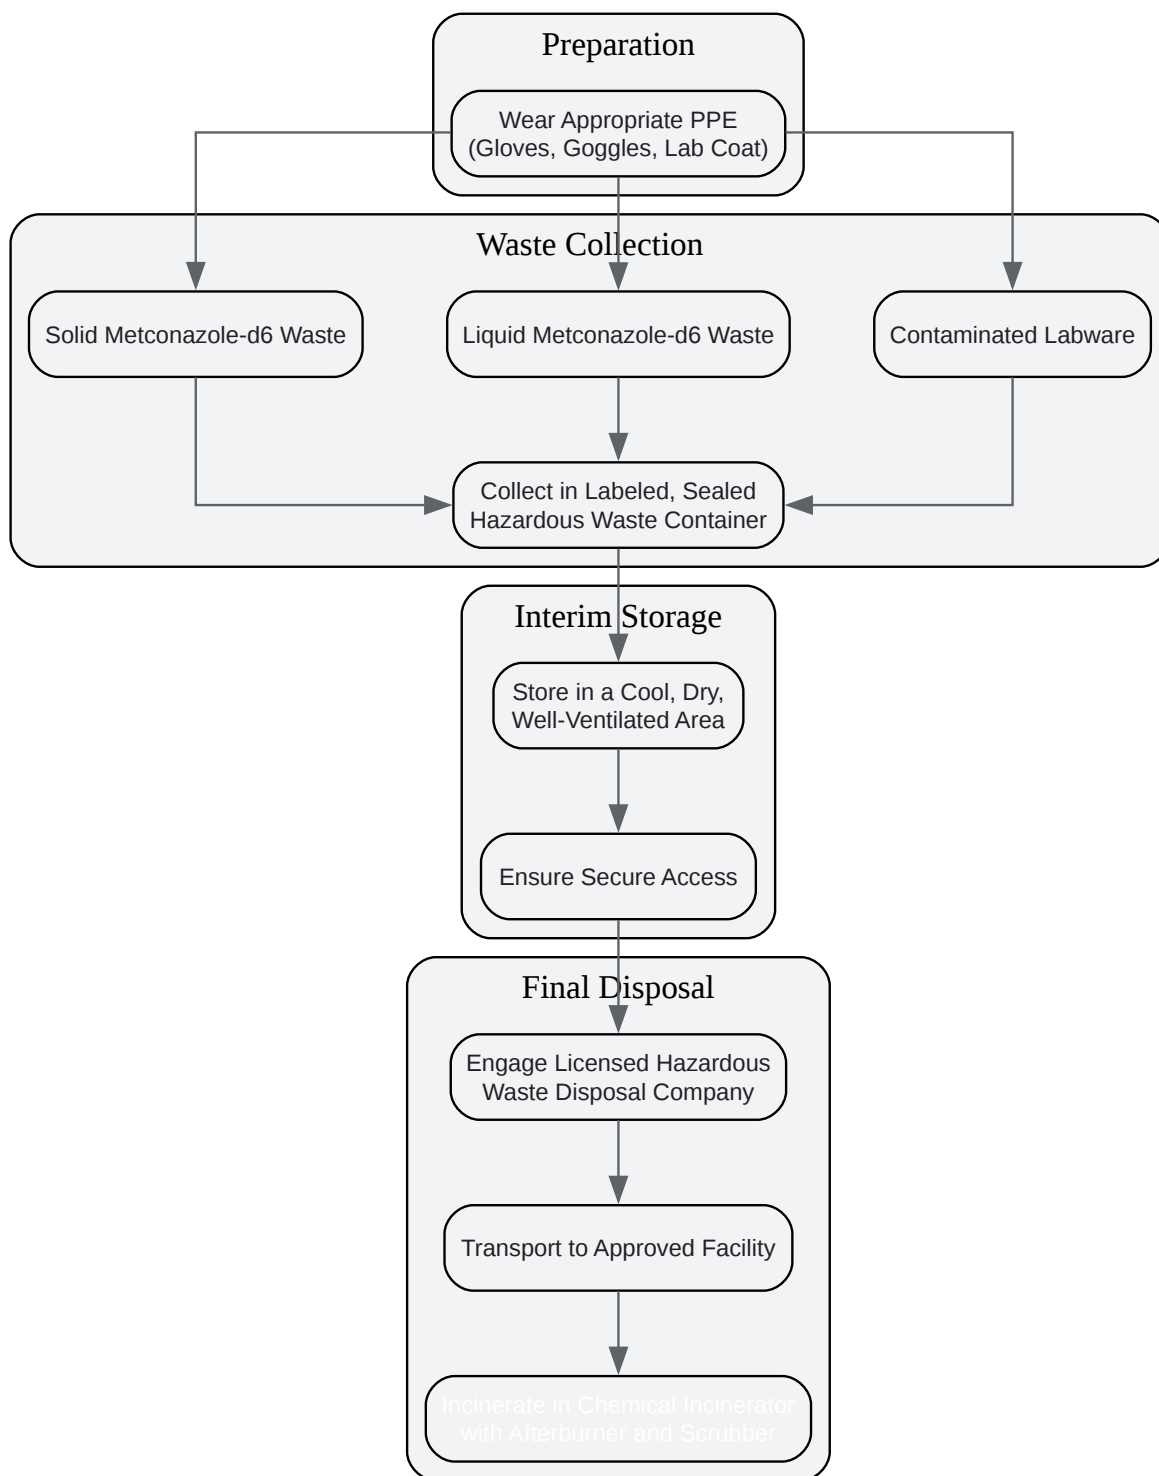 Preparation
Wear Appropriate PPE
(Gloves, Goggles, Lab Coat)
Waste Collection
Solid Metconazole-d6 Waste
Liquid Metconazole-d6 Waste
Contaminated Labware
Collect in Labeled, Sealed
Hazardous Waste Container
Interim Storage
Store in a Cool, Dry,
Well-Ventilated Area
Ensure Secure Access
Final Disposal
Engage Licensed Hazardous
Waste Disposal Company
Transport to Approved Facility
Incinerate in Chemical Incinerator
with Afterburner and Scrubber